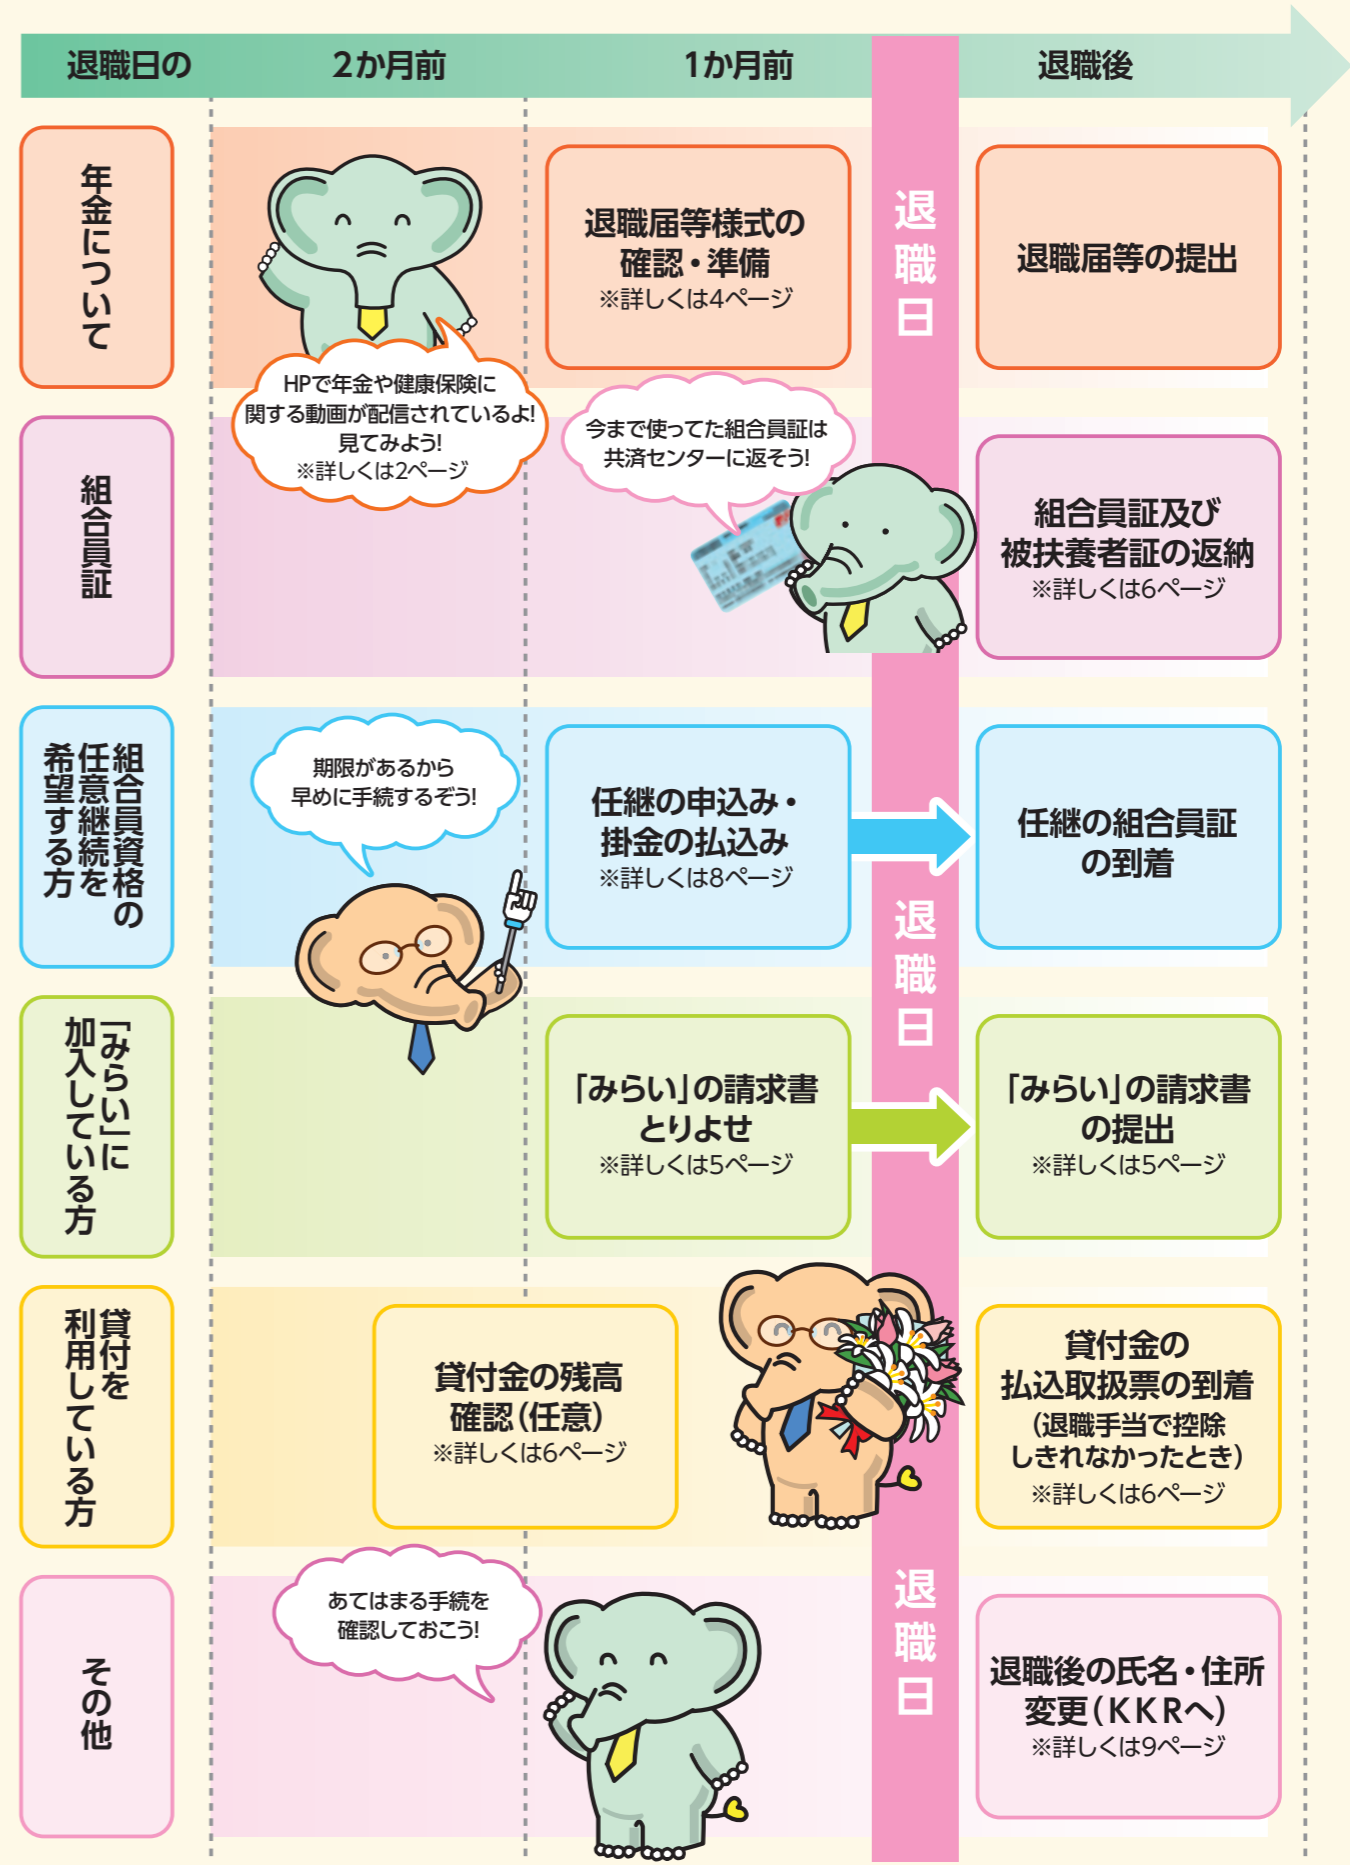 退職日の
2か月前
1か月前
退職後
年金について
HPで年金や健康保険に
関する動画が配信されているよ!
見てみよう!
※詳しくは2ページ
退職届等様式の
確認・準備
※詳しくは4ページ
退職日
退職届等の提出
組合員証
今まで使ってた組合員証は
共済センターに返そう!
組合員証及び
被扶養者証の返納
※詳しくは6ページ
組合員資格の
任意継続を
希望する方
期限があるから
早めに手続するぞう!
任継の申込み・
掛金の払込み
※詳しくは8ページ
退職日
任継の組合員証
の到着
「みらい」に
加入している方
「みらい」の請求書
とりよせ
※詳しくは5ページ
「みらい」の請求書
の提出
※詳しくは5ページ
貸付を
利用している方
貸付金の残高
確認(任意)
※詳しくは6ページ
貸付金の
払込取扱票の到着
(退職手当で控除
しきれなかったとき)
※詳しくは6ページ
その他
あてはまる手続を
確認しておこう!
退職日
退職後の氏名・住所
変更(KKRへ)
※詳しくは9ページ